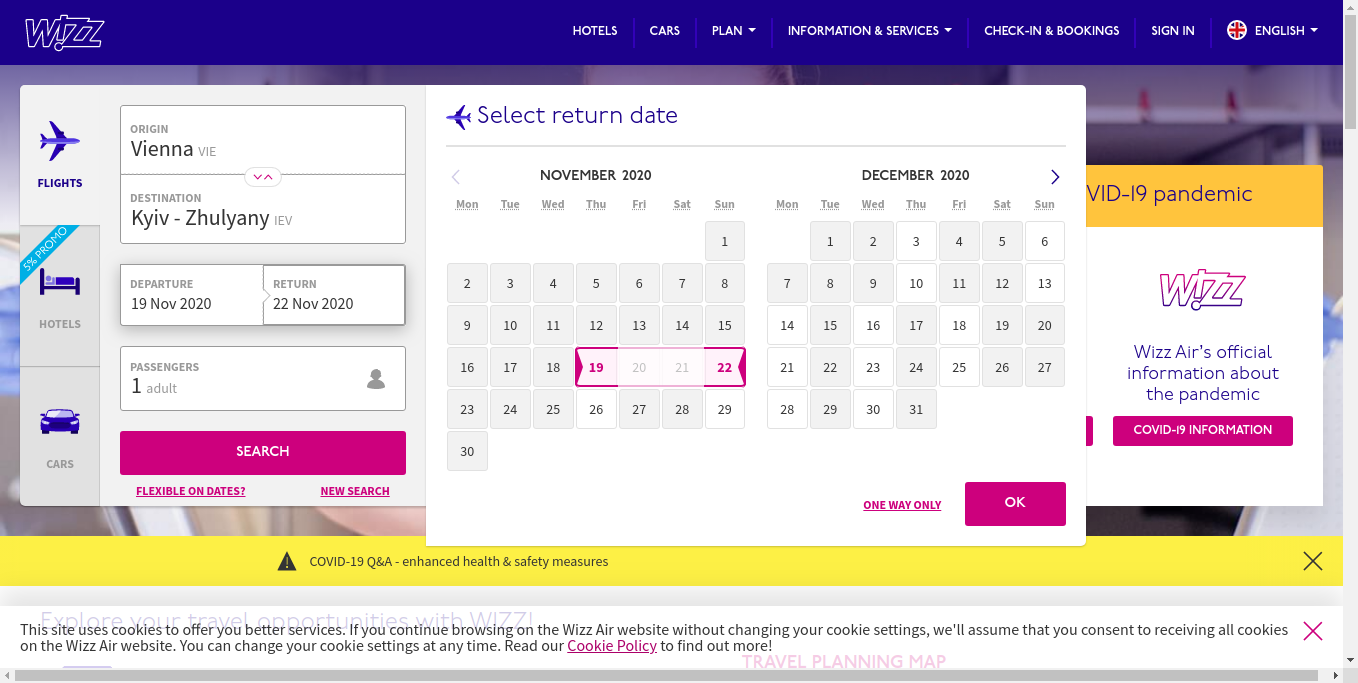 WIZZ
HOTELS CARS PLAN INFORMATION & SERVICES CHECK-IN & BOOKINGS SIGN IN ENGLISH
FLIGHTS
5% PROMO
HOTELS
CARS
ORIGIN
Vienna VIE
DESTINATION
Kyiv - Zhulyany IEV
DEPARTURE RETURN
19 Nov 2020 22 Nov 2020
PASSENGERS
1 adult
SEARCH
FLEXIBLE ON DATES? NEW SEARCH
Select return date
NOVEMBER 2020
Mon Tue Wed Thu Fri Sat Sun
1
2 3 4 5 6 7 8
9 10 11 12 13 14 15
16 17 18 19 20 21 22
23 24 25 26 27 28 29
30
DECEMBER 2020
Mon Tue Wed Thu Fri Sat Sun
1 2 3 4 5 6
7 8 9 10 11 12 13
14 15 16 17 18 19 20
21 22 23 24 25 26 27
28 29 30 31
ONE WAY ONLY OK
VID-19 pandemic
WIZZ
Wizz Air's official
information about
the pandemic
COVID-19 INFORMATION
COVID-19 Q&A - enhanced health & safety measures
Explore your travel opportunities with WIZZ!
This site uses cookies to offer you better services. If you continue browsing on the Wizz Air website without changing your cookie settings, we'll assume that you consent to receiving all cookies
on the Wizz Air website. You can change your cookie settings at any time. Read our Cookie Policy to find out more!
TRAVEL PLANNING MAP